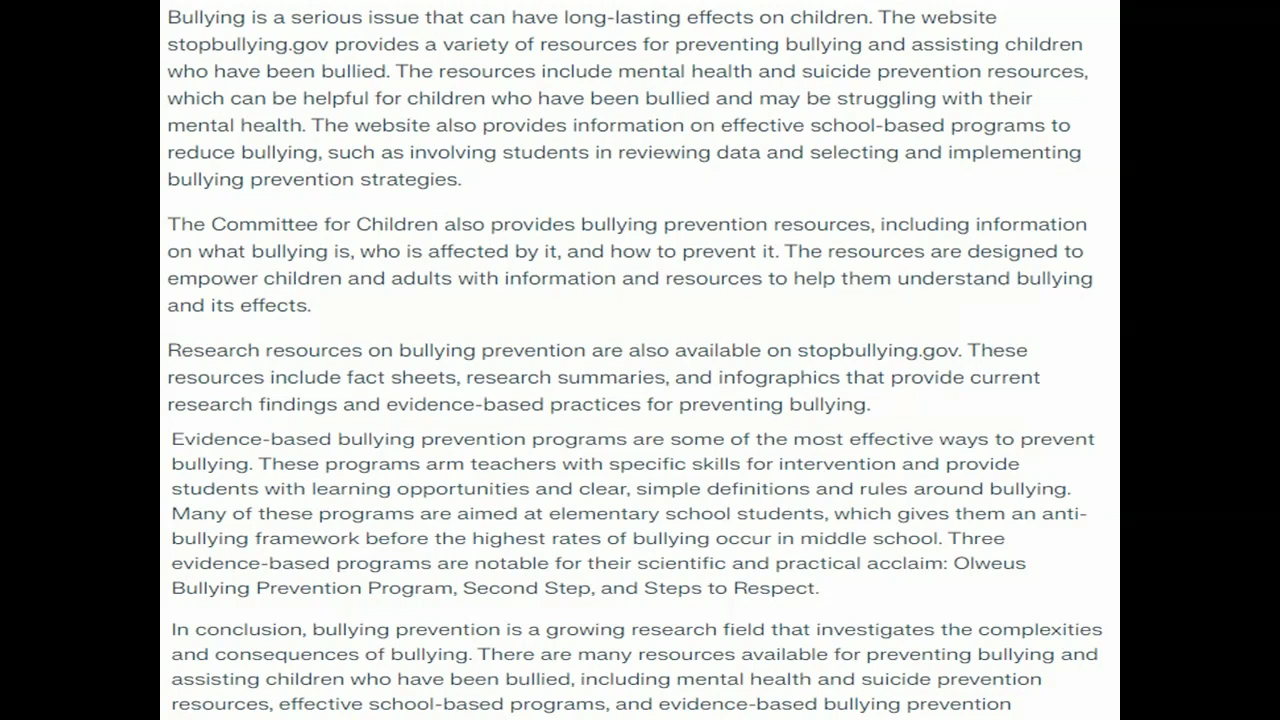 Bullying is a serious issue that can have long-lasting effects on children. The website
stopbullying.gov provides a variety of resources for preventing bullying and assisting children
who have been bullied. The resources include mental health and suicide prevention resources,
which can be helpful for children who have been bullied and may be struggling with their
mental health. The website also provides information on effective school-based programs to
reduce bullying, such as involving students in reviewing data and selecting and implementing
bullying prevention strategies.
The Committee for Children also provides bullying prevention resources, including information
on what bullying is, who is affected by it, and how to prevent it. The resources are designed to
empower children and adults with information and resources to help them understand bullying
and its effects.
Research resources on bullying prevention are also available on stopbullying.gov. These
resources include fact sheets, research summaries, and infographics that provide current
research findings and evidence-based practices for preventing bullying.
Evidence-based bullying prevention programs are some of the most effective ways to prevent
bullying. These programs arm teachers with specific skills for intervention and provide
students with learning opportunities and clear, simple definitions and rules around bullying.
Many of these programs are aimed at elementary school students, which gives them an anti-
bullying framework before the highest rates of bullying occur in middle school. Three
evidence-based programs are notable for their scientific and practical acclaim: Olweus
Bullying Prevention Program, Second Step, and Steps to Respect.
In conclusion, bullying prevention is a growing research field that investigates the complexities
and consequences of bullying. There are many resources available for preventing bullying and
assisting children who have been bullied, including mental health and suicide prevention
resources, effective school-based programs, and evidence-based bullying prevention